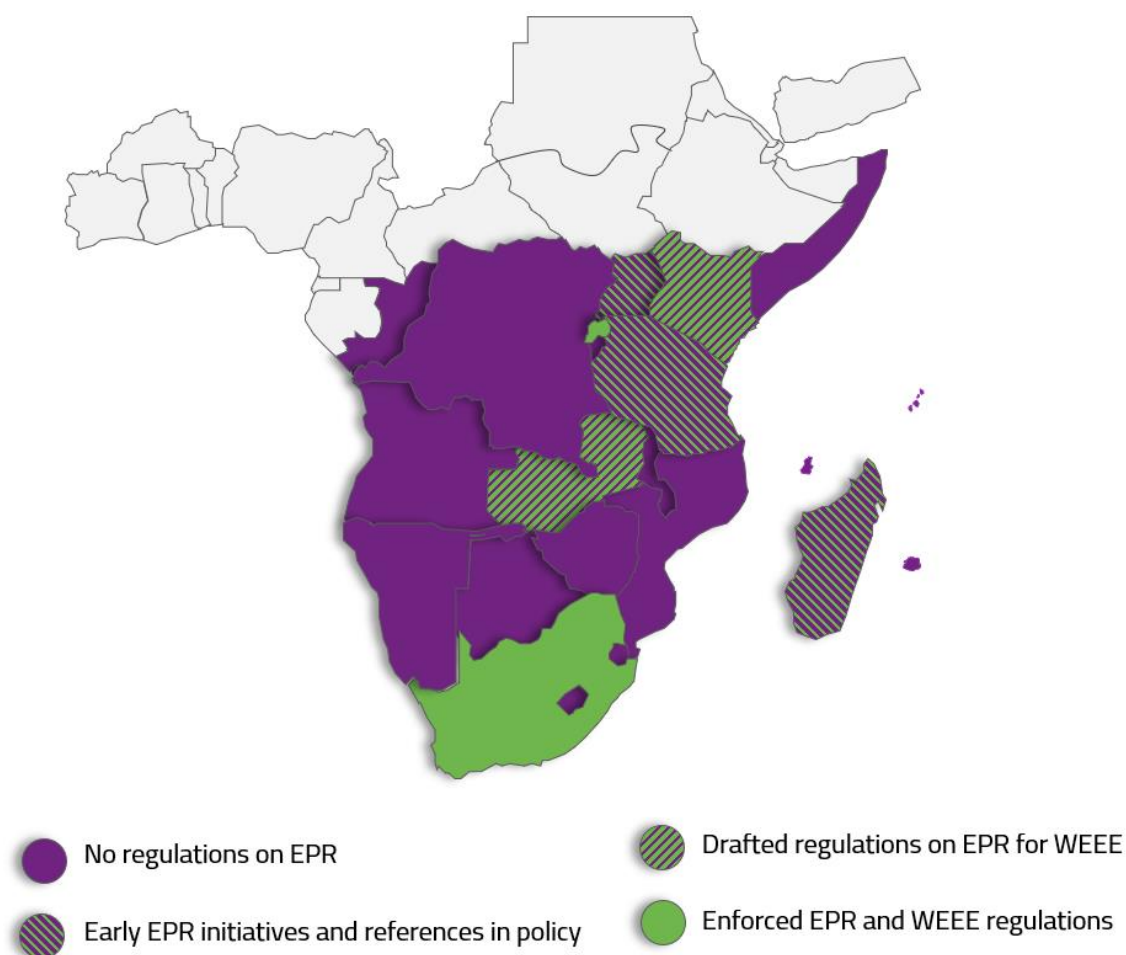 No regulations on EPR
Early EPR initiatives and references in policy
Drafted regulations on EPR for WEEE
Enforced EPR and WEEE regulations